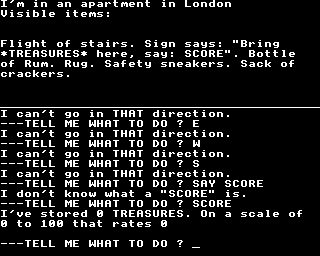 I'm in an apartment in London
Visible items:
Flight of stairs. Sign says: "Bring
*TREASURES* here, say: SCORE". Bottle
of Rum. Rug. Safety sneakers. Sack of
crackers.
I can't go in THAT direction.
---TELL ME WHAT TO DO ? E
I can't go in THAT direction.
---TELL ME WHAT TO DO ? W
I can't go in THAT direction.
---TELL ME WHAT TO DO ? S
I can't go in THAT direction.
---TELL ME WHAT TO DO ? SAY SCORE
I don't know what a "SCORE" is.
---TELL ME WHAT TO DO ? SCORE
I've stored 0 TREASURES. On a scale of
0 to 100 that rates 0
---TELL ME WHAT TO DO ? _